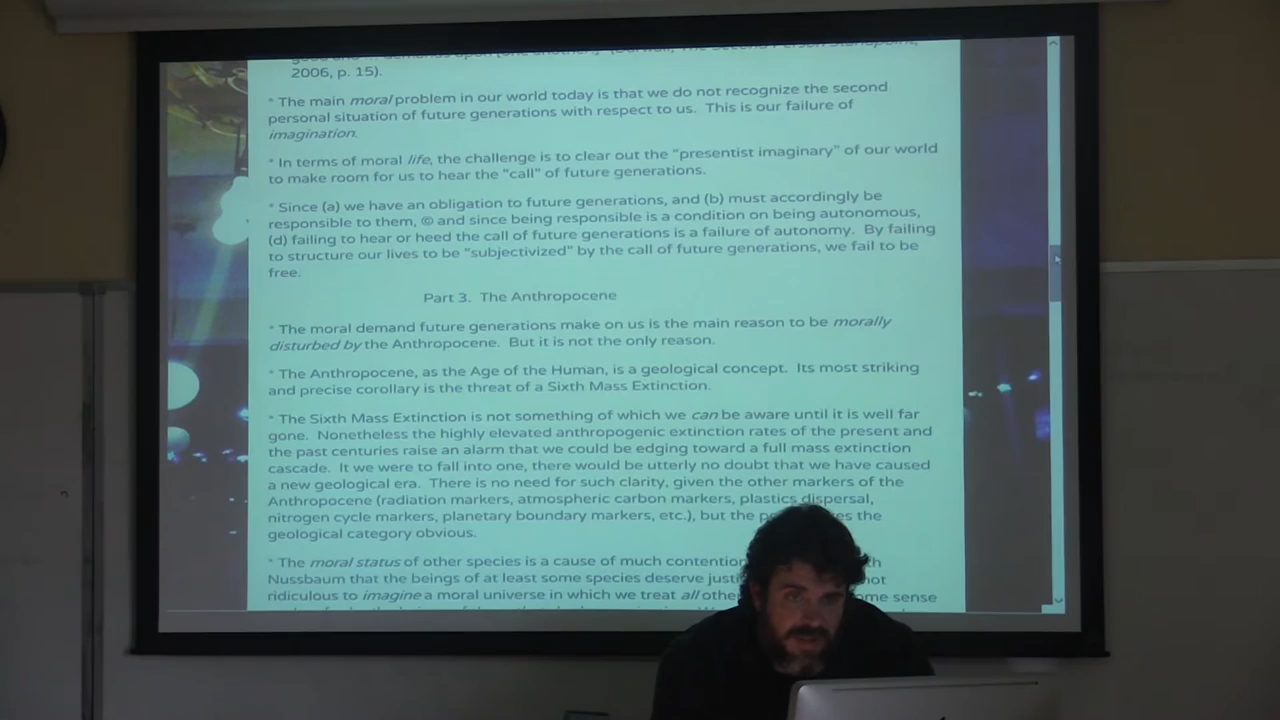 2006, p. 15).
* The main moral problem in our world today is that we do not recognize the second
personal situation of future generations with respect to us. This is our failure of
imagination.
* In terms of moral life, the challenge is to clear out the "presentist imaginary" of our world
to make room for us to hear the "call" of future generations.
* Since (a) we have an obligation to future generations, and (b) must accordingly be
responsible to them, © and since being responsible is a condition on being autonomous,
(d) failing to hear or heed the call of future generations is a failure of autonomy. By failing
to structure our lives to be "subjectivized" by the call of future generations, we fail to be
free.
Part 3. The Anthropocene
* The moral demand future generations make on us is the main reason to be morally
disturbed by the Anthropocene. But it is not the only reason.
* The Anthropocene, as the Age of the Human, is a geological concept. Its most striking
and precise corollary is the threat of a Sixth Mass Extinction.
* The Sixth Mass Extinction is not something of which we can be aware until it is well far
gone. Nonetheless the highly elevated anthropogenic extinction rates of the present and
the past centuries raise an alarm that we could be edging toward a full mass extinction
cascade. It we were to fall into one, there would be utterly no doubt that we have caused
a new geological era. There is no need for such clarity, given the other markers of the
Anthropocene (radiation markers, atmospheric carbon markers, plastics dispersal,
nitrogen cycle markers, planetary boundary markers, etc.), but the the
geological category obvious.
* The moral status of other species is a cause of much contention
Nussbaum that the beings of at least some species deserve
ridiculous to imagine a moral universe in which we treat all sense